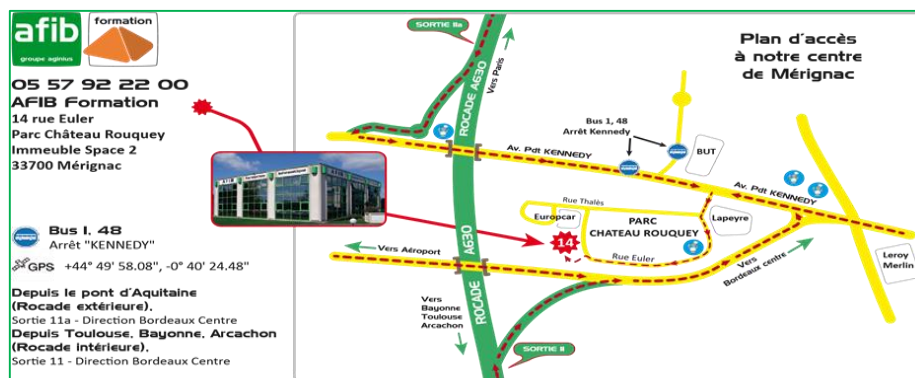 afib
groupe aginius
formation
05 57 92 22 00
AFIB Formation
14 rue Euler
Parc Château Rouquey
Immeuble Space 2
33700 Mérignac
Bus 1, 48
Arrêt "KENNEDY"
GPS +44° 49' 58.08", -0° 40' 24.48"
Depuis le pont d'Aquitaine
(Rocade extérieure),
Sortie 11a - Direction Bordeaux Centre
Depuis Toulouse, Bayonne, Arcachon
(Rocade intérieure),
Sortie 11 - Direction Bordeaux Centre
Plan d'accès
à notre centre
de Mérignac
SORTIE 11a
ROCADE A630
Vers Paris
Bus 1, 48
Arrêt Kennedy
BUT
Av. Pdt KENNEDY
Av. Pdt KENNEDY
Rue Thalès
Europcar
PARC
CHATEAU ROUQUEY
Lapeyre
14
Rue Euler
AFIB
Vers Aéroport
ROCADE A630
Vers
Bordeaux centre
Leroy
Merlin
Vers
Bayonne
Toulouse
Arcachon
SORTIE 11